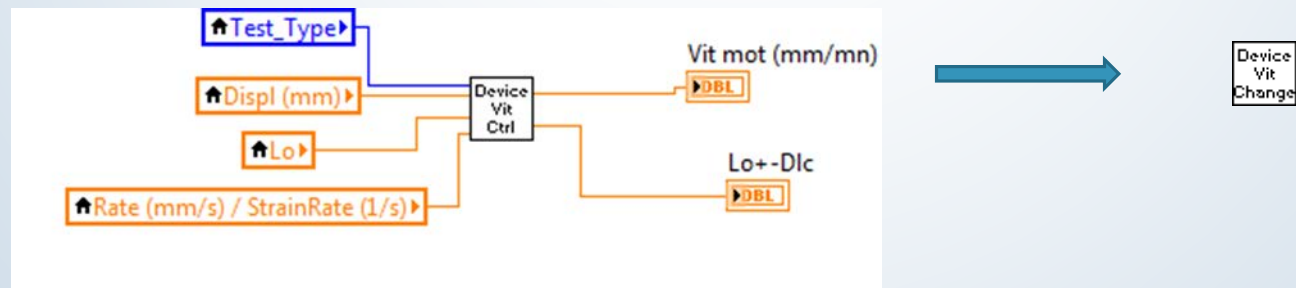 Test_Type
Displ (mm)
Lo
Rate (mm/s) / StrainRate (1/s)
Device
Vit
Ctrl
Vit mot (mm/mn)
DBL
Lo+-Dlc
DBL
Device
Vit
Change